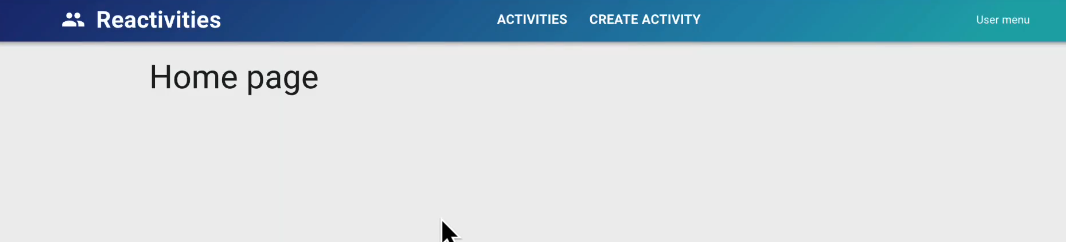 Reactivities ACTIVITIES CREATE ACTIVITY User menu
Home page